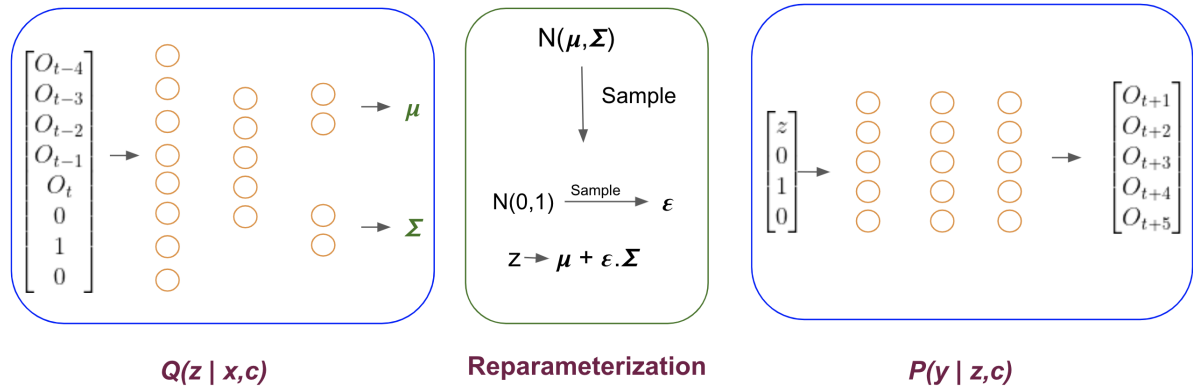 O_{t-4}
O_{t-3}
O_{t-2}
O_{t-1}
O_t
0
1
0
μ
Σ
Q(z | x,c)
N(μ,Σ)
Sample
N(0,1) Sample ε
z μ + ε.Σ
Reparameterization
z
0
1
0
O_{t+1}
O_{t+2}
O_{t+3}
O_{t+4}
O_{t+5}
P(y | z,c)